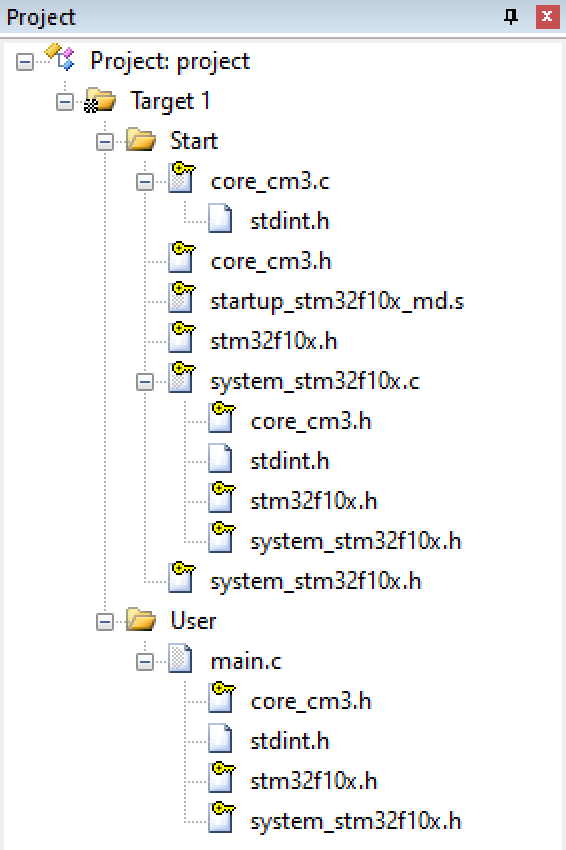 Project
Project: project
Target 1
Start
core_cm3.c
stdint.h
core_cm3.h
startup_stm32f10x_md.s
stm32f10x.h
system_stm32f10x.c
core_cm3.h
stdint.h
stm32f10x.h
system_stm32f10x.h
system_stm32f10x.h
User
main.c
core_cm3.h
stdint.h
stm32f10x.h
system_stm32f10x.h